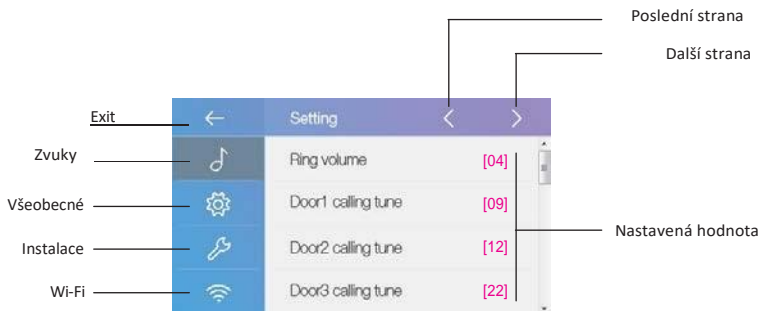 Poslední strana
Další strana
Exit
Setting
Zvuky
Ring volume [04]
Všeobecné
Door1 calling tune [09]
Nastavená hodnota
Instalace
Door2 calling tune [12]
Wi-Fi
Door3 calling tune [22]